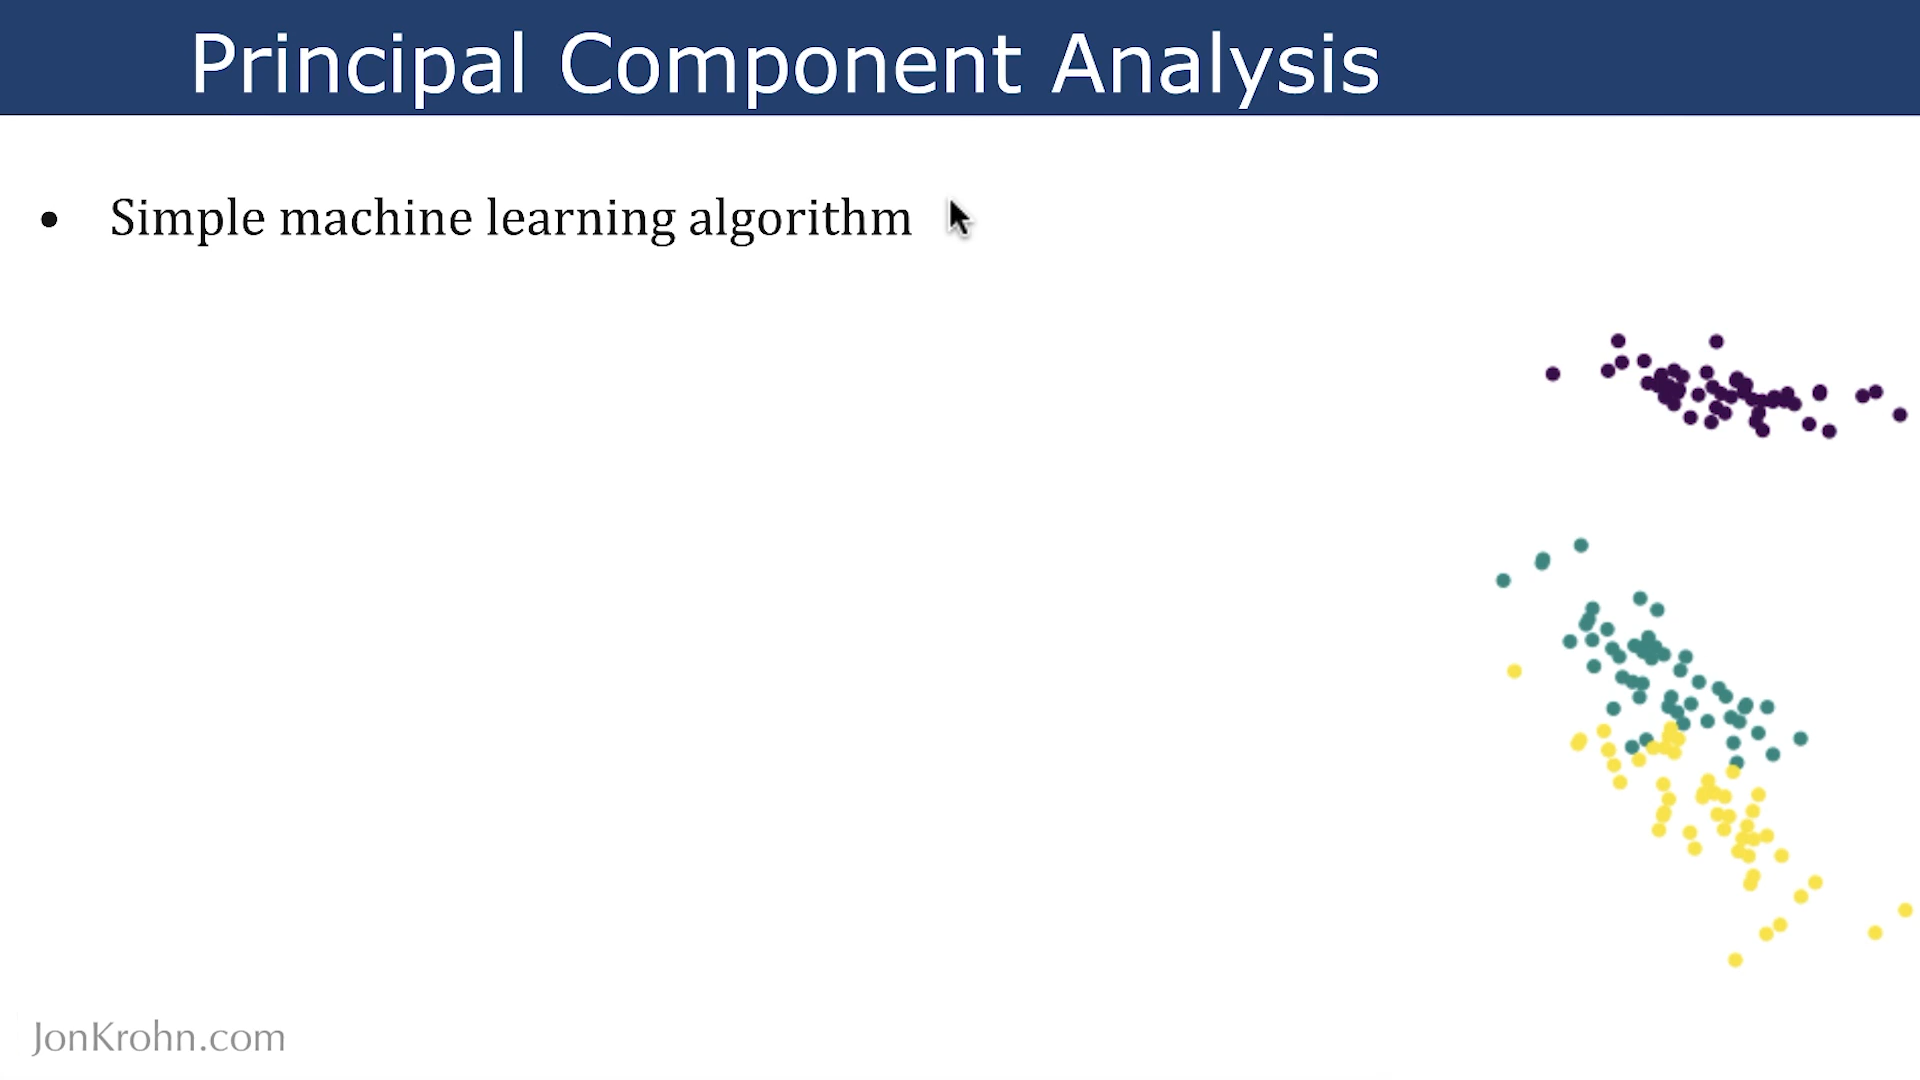 Principal Component Analysis
• Simple machine learning algorithm
JonKrohn.com